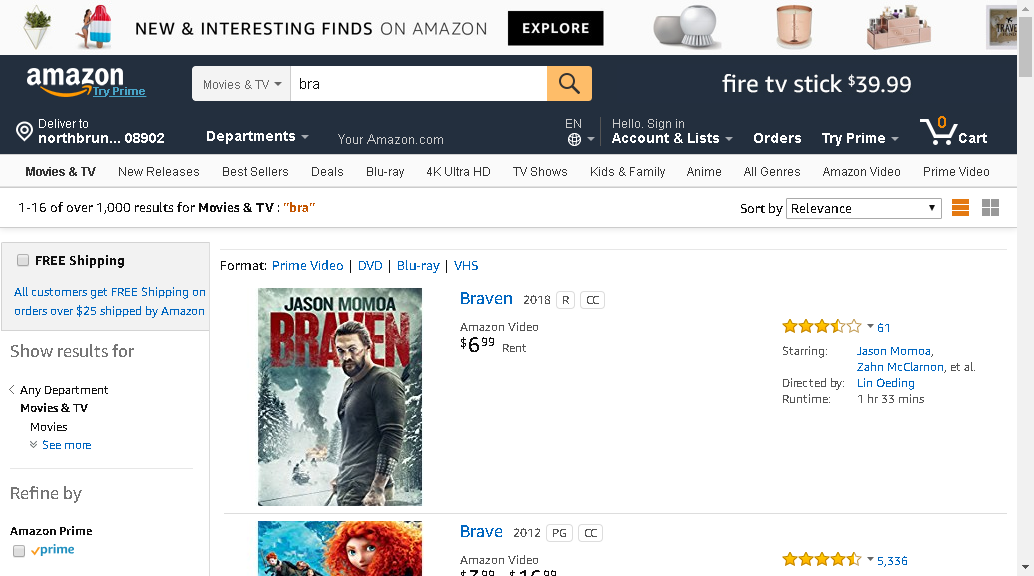 NEW & INTERESTING FINDS ON AMAZON
EXPLORE
amazon
Try Prime
Movies & TV
bra
fire tv stick $39.99
Deliver to
northbrun... 08902
Departments
Your Amazon.com
EN
Hello. Sign in
Account & Lists
Orders
Try Prime
0
Cart
Movies & TV New Releases Best Sellers Deals Blu-ray 4K Ultra HD TV Shows Kids & Family Anime All Genres Amazon Video Prime Video
1-16 of over 1,000 results for Movies & TV : "bra"
Sort by Relevance
FREE Shipping
All customers get FREE Shipping on
orders over $25 shipped by Amazon
Show results for
Any Department
Movies & TV
Movies
See more
Refine by
Amazon Prime
prime
Format: Prime Video | DVD | Blu-ray | VHS
JASON MOMOA
BRAVEN
Braven 2018 R CC
Amazon Video
$6.99 Rent
61
Starring: Jason Momoa,
Zahn McClarnon, et al.
Directed by: Lin Oeding
Runtime: 1 hr 33 mins
Brave 2012 PG CC
Amazon Video
5,336